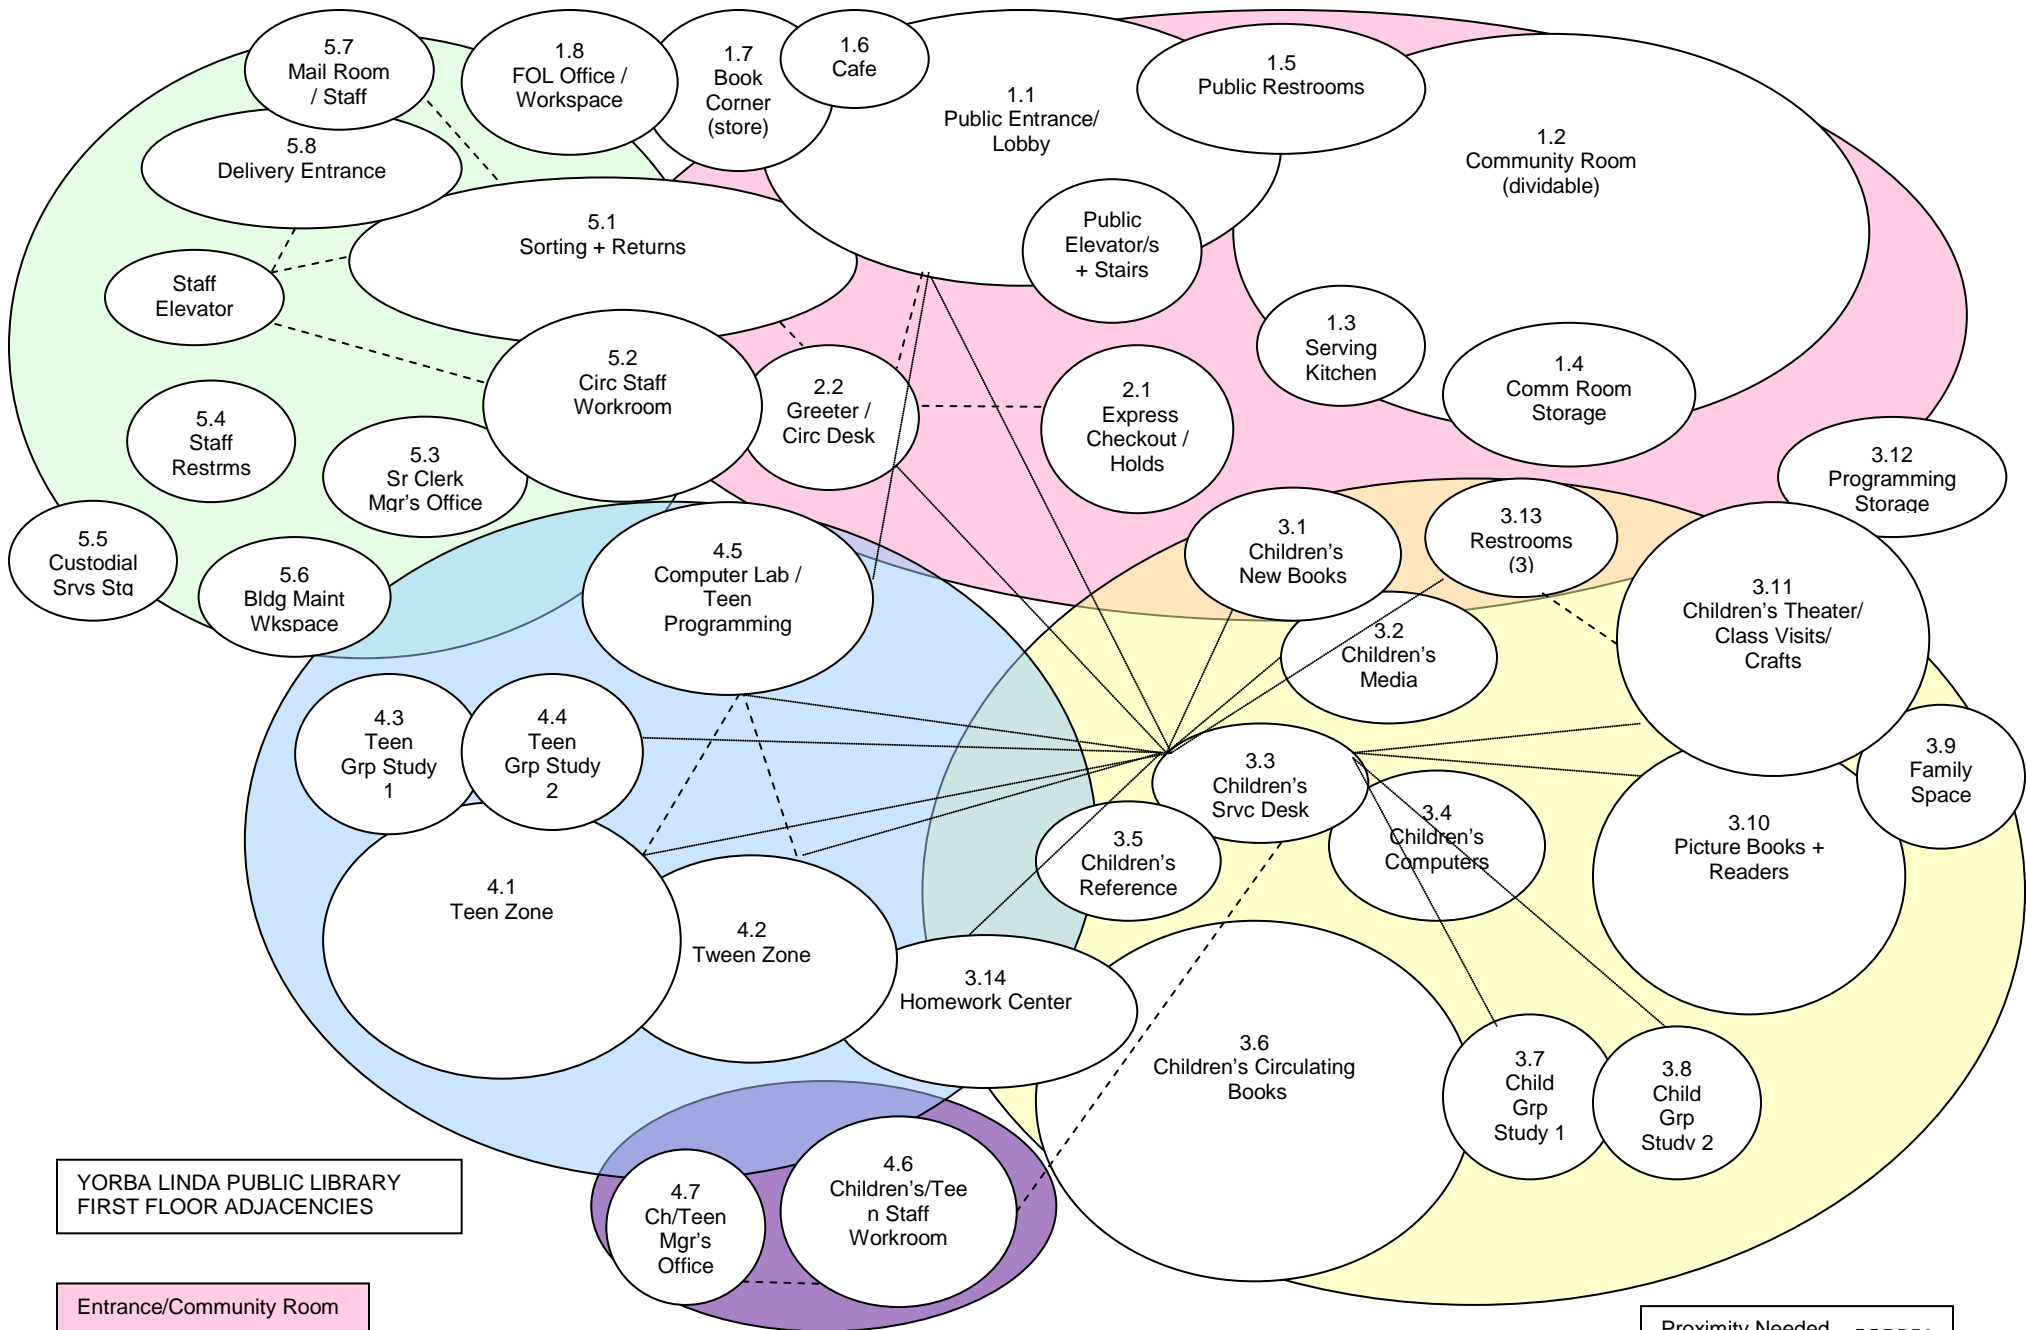 5.7
Mail Room
/ Staff
1.8
FOL Office /
Workspace
1.7
Book
Corner
(store)
1.6
Cafe
1.1
Public Entrance/
Lobby
1.5
Public Restrooms
1.2
Community Room
(dividable)
5.8
Delivery Entrance
5.1
Sorting + Returns
Public
Elevator/s
+ Stairs
Staff
Elevator
1.3
Serving
Kitchen
1.4
Comm Room
Storage
5.2
Circ Staff
Workroom
2.2
Greeter /
Circ Desk
2.1
Express
Checkout /
Holds
5.4
Staff
Restrms
5.3
Sr Clerk
Mgr's Office
3.12
Programming
Storage
5.5
Custodial
Srvs Stg
5.6
Bldg Maint
Wkspace
4.5
Computer Lab /
Teen
Programming
3.1
Children's
New Books
3.13
Restrooms
(3)
3.11
Children's Theater/
Class Visits/
Crafts
3.2
Children's
Media
4.3
Teen
Grp Study
1
4.4
Teen
Grp Study
2
3.3
Children's
Srvc Desk
3.9
Family
Space
3.4
Children's
Computers
3.5
Children's
Reference
3.10
Picture Books +
Readers
4.1
Teen Zone
4.2
Tween Zone
3.14
Homework Center
3.6
Children's Circulating
Books
3.7
Child
Grp
Study 1
3.8
Child
Grp
Study 2
YORBA LINDA PUBLIC LIBRARY
FIRST FLOOR ADJACENCIES
4.7
Ch/Teen
Mgr's
Office
4.6
Children's/Tee
n Staff
Workroom
Entrance/Community Room
Proximity Needed